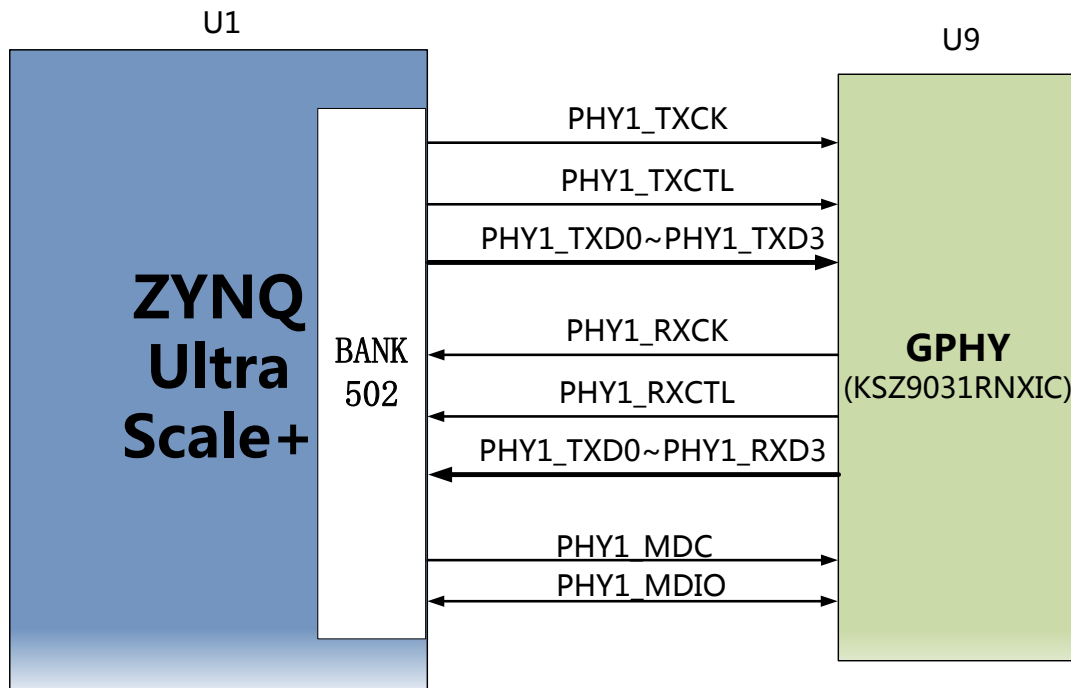 U1
U9
PHY1_TXCK
PHY1_TXCTL
PHY1_TXD0~PHY1_TXD3
ZYNQ
Ultra
Scale+
BANK
502
PHY1_RXCK
PHY1_RXCTL
PHY1_TXD0~PHY1_RXD3
GPHY
(KSZ9031RNXIC)
PHY1_MDC
PHY1_MDIO